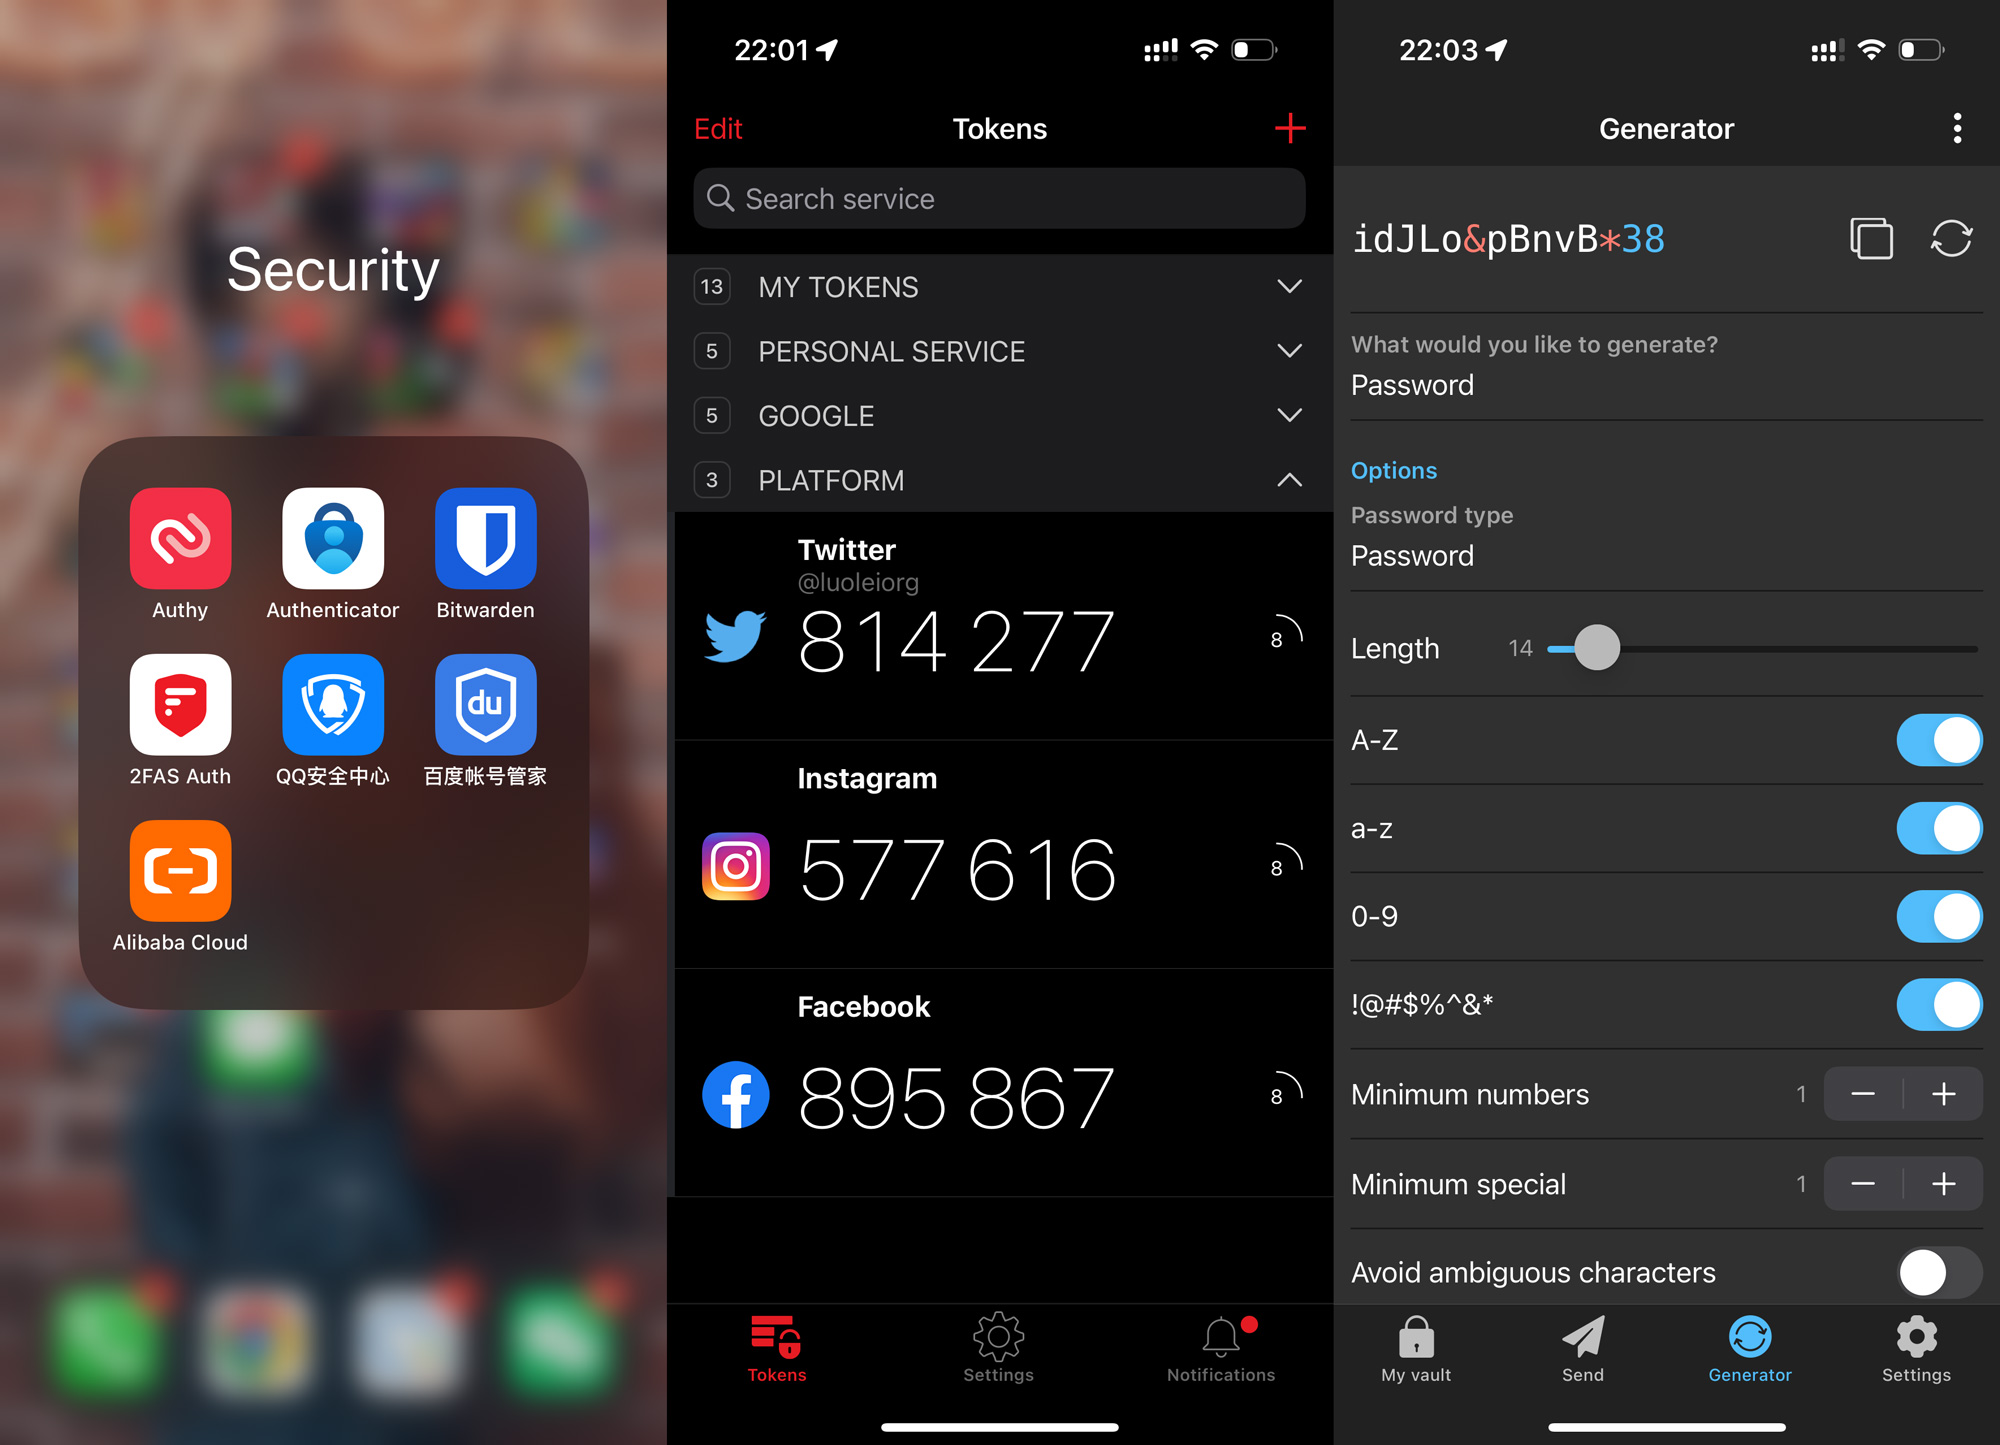 Security
Authy
Authenticator
Bitwarden
2FAS Auth
QQ安全中心
du
百度帐号管家
Alibaba Cloud
22:01
Edit
Tokens
Search service
13 MY TOKENS
5 PERSONAL SERVICE
5 GOOGLE
3 PLATFORM
Twitter
@luoleiorg
814 277
8
Instagram
577 616
8
Facebook
895 867
8
Tokens
Settings
Notifications
22:03
Generator
idJLo&pBnvB*38
What would you like to generate?
Password
Options
Password type
Password
Length 14
A-Z
a-z
0-9
!@#$%^&*
Minimum numbers 1 − +
Minimum special 1 − +
Avoid ambiguous characters
My vault
Send
Generator
Settings